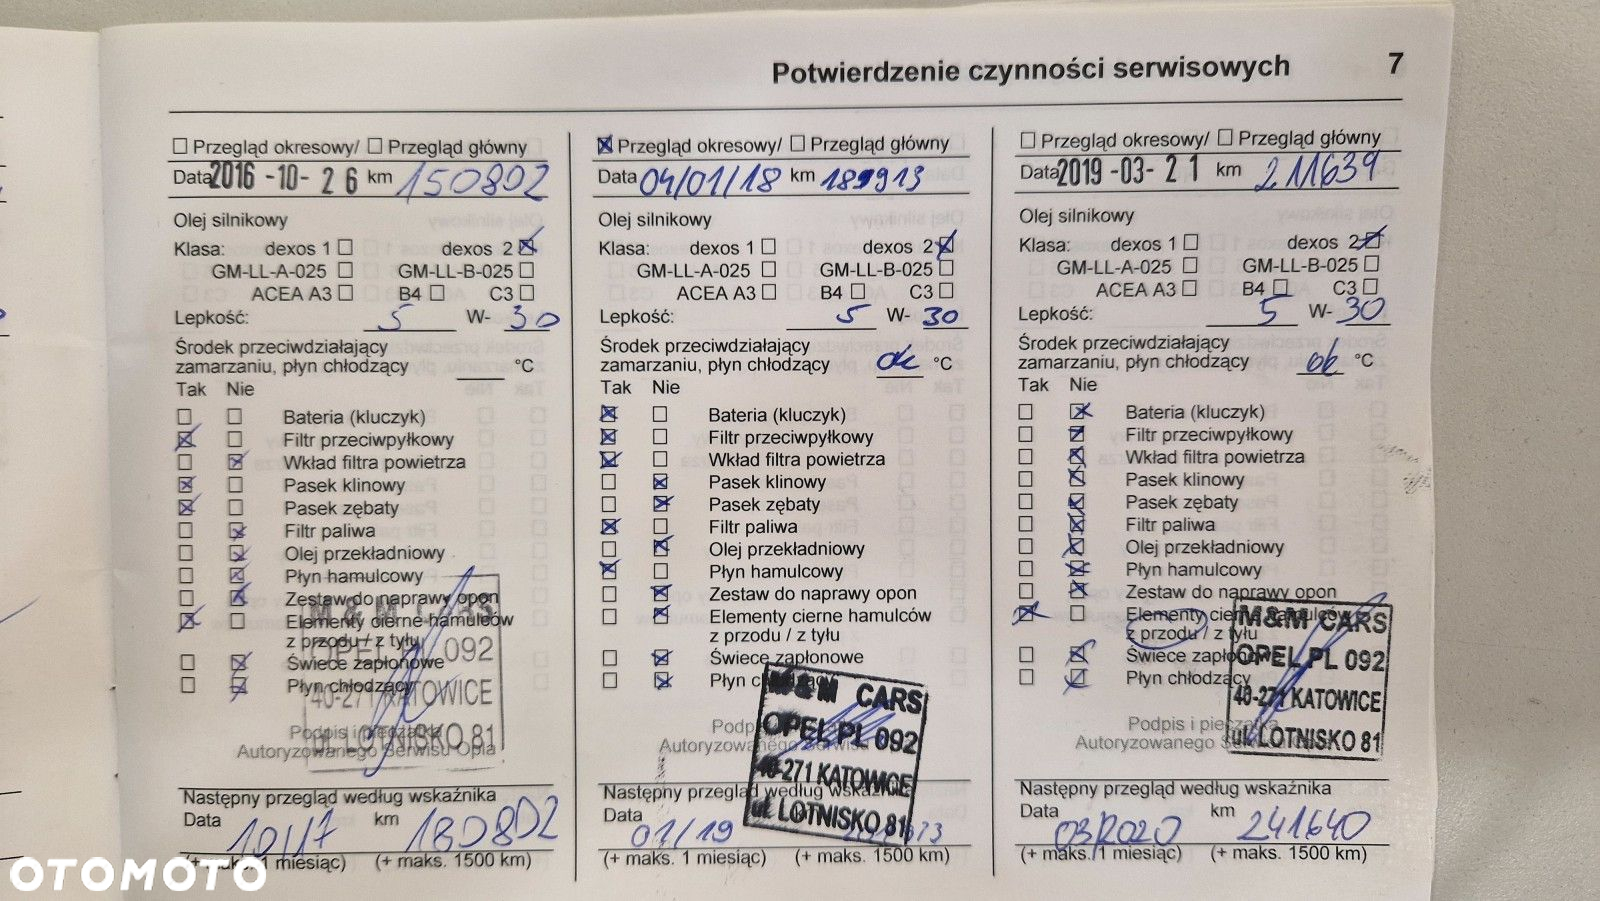 Potwierdzenie czynności serwisowych 7
☐ Przegląd okresowy/ ☐ Przegląd główny
Data 2016-10-26 km 150802
Olej silnikowy
Klasa: dexos 1 ☐ dexos 2 ☒
GM-LL-A-025 ☐ GM-LL-B-025 ☐
ACEA A3 ☐ B4 ☐ C3 ☐
Lepkość: 5 W- 30
Środek przeciwdziałający
zamarzaniu, płyn chłodzący °C
Tak Nie
☐ ☐ Bateria (kluczyk)
☒ ☐ Filtr przeciwpyłkowy
☐ ☒ Wkład filtra powietrza
☒ ☐ Pasek klinowy
☒ ☐ Pasek zębaty
☐ ☒ Filtr paliwa
☐ ☒ Olej przekładniowy
☐ ☒ Płyn hamulcowy
☐ ☒ Zestaw do naprawy opon
☒ ☐ Elementy cierne hamulców
z przodu / z tyłu
☐ ☒ Świece zapłonowe
☐ ☒ Płyn chłodzący
M & M CARS
OPEL PL 092
40-271 KATOWICE
ul. LOTNISKO 81
Podpis i pieczątka
Autoryzowanego Serwisu Opla
Następny przegląd według wskaźnika
Data 10/17 km 180802
(+ maks. 1 miesiąc) (+ maks. 1500 km)
☒ Przegląd okresowy/ ☐ Przegląd główny
Data 04/01/18 km 189913
Olej silnikowy
Klasa: dexos 1 ☐ dexos 2 ☒
GM-LL-A-025 ☐ GM-LL-B-025 ☐
ACEA A3 ☐ B4 ☐ C3 ☐
Lepkość: 5 W- 30
Środek przeciwdziałający
zamarzaniu, płyn chłodzący ok °C
Tak Nie
☒ ☐ Bateria (kluczyk)
☒ ☐ Filtr przeciwpyłkowy
☒ ☐ Wkład filtra powietrza
☐ ☒ Pasek klinowy
☐ ☒ Pasek zębaty
☒ ☐ Filtr paliwa
☐ ☒ Olej przekładniowy
☒ ☐ Płyn hamulcowy
☐ ☒ Zestaw do naprawy opon
☐ ☒ Elementy cierne hamulców
z przodu / z tyłu
☐ ☒ Świece zapłonowe
☐ ☒ Płyn
M & M CARS
OPEL PL 092
40-271 KATOWICE
ul. LOTNISKO 81
Autoryzowanego Serwisu
Następny przegląd według wskaźnika
Data 01/19
(+ maks. 1 miesiąc) (+ maks. 1500 km)
☐ Przegląd okresowy/ ☐ Przegląd główny
Data 2019-03-21 km 211639
Olej silnikowy
Klasa: dexos 1 ☐ dexos 2 ☒
GM-LL-A-025 ☐ GM-LL-B-025 ☐
ACEA A3 ☐ B4 ☐ C3 ☐
Lepkość: 5 W- 30
Środek przeciwdziałający
zamarzaniu, płyn chłodzący ok °C
Tak Nie
☐ ☒ Bateria (kluczyk)
☐ ☒ Filtr przeciwpyłkowy
☐ ☒ Wkład filtra powietrza
☐ ☒ Pasek klinowy
☐ ☒ Pasek zębaty
☐ ☒ Filtr paliwa
☐ ☒ Olej przekładniowy
☐ ☒ Płyn hamulcowy
☐ ☒ Zestaw do naprawy opon
☒ ☐ Elementy cierne hamulców
z przodu / z tyłu
☐ ☒ Świece zapłonowe
☐ ☒ Płyn chłodzący
M&M CARS
OPEL PL 092
40-271 KATOWICE
ul. LOTNISKO 81
Podpis i pieczątka
Autoryzowanego
Następny przegląd według wskaźnika
Data 03/2020 km 241640
(+ maks. 1 miesiąc) (+ maks. 1500 km)
OTOMOTO